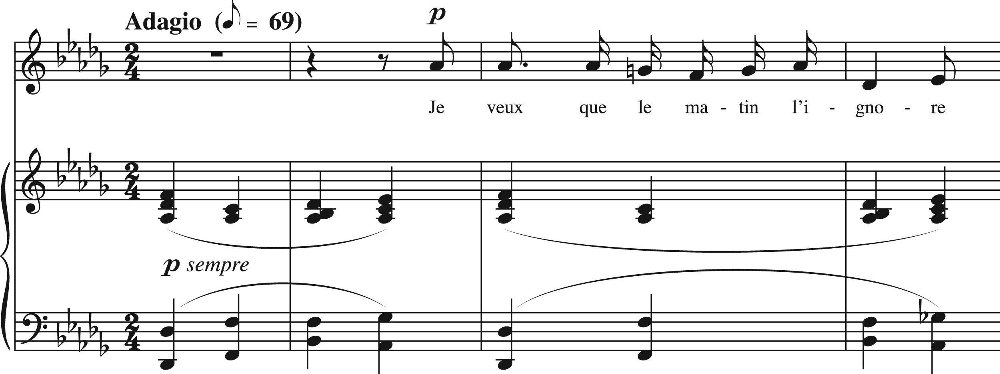 Adagio (♪ = 69)
p
Je veux que le ma - tin l’i - gno - re
p sempre